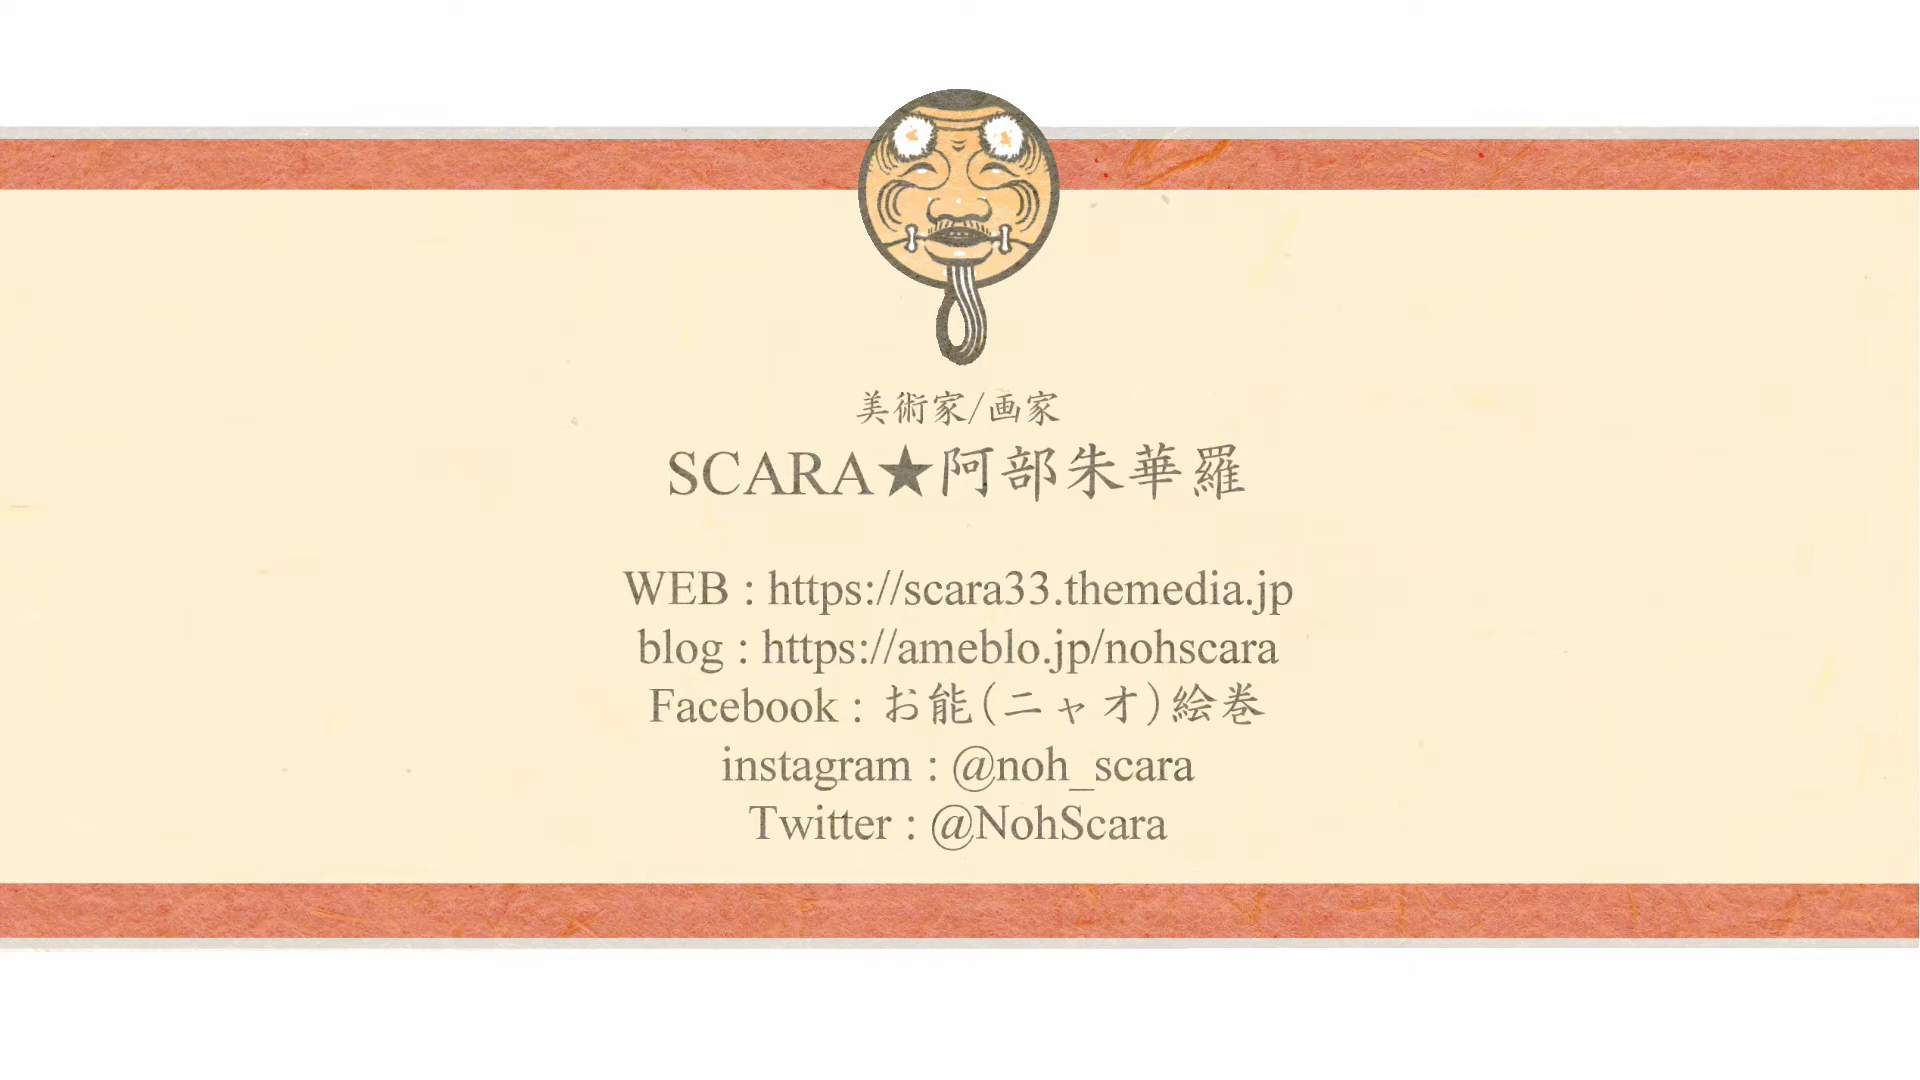 美術家/画家
SCARA★阿部朱華羅
WEB : https://scara33.themedia.jp
blog : https://ameblo.jp/nohscara
Facebook : お能(ニャオ)絵巻
instagram : @noh_scara
Twitter : @NohScara